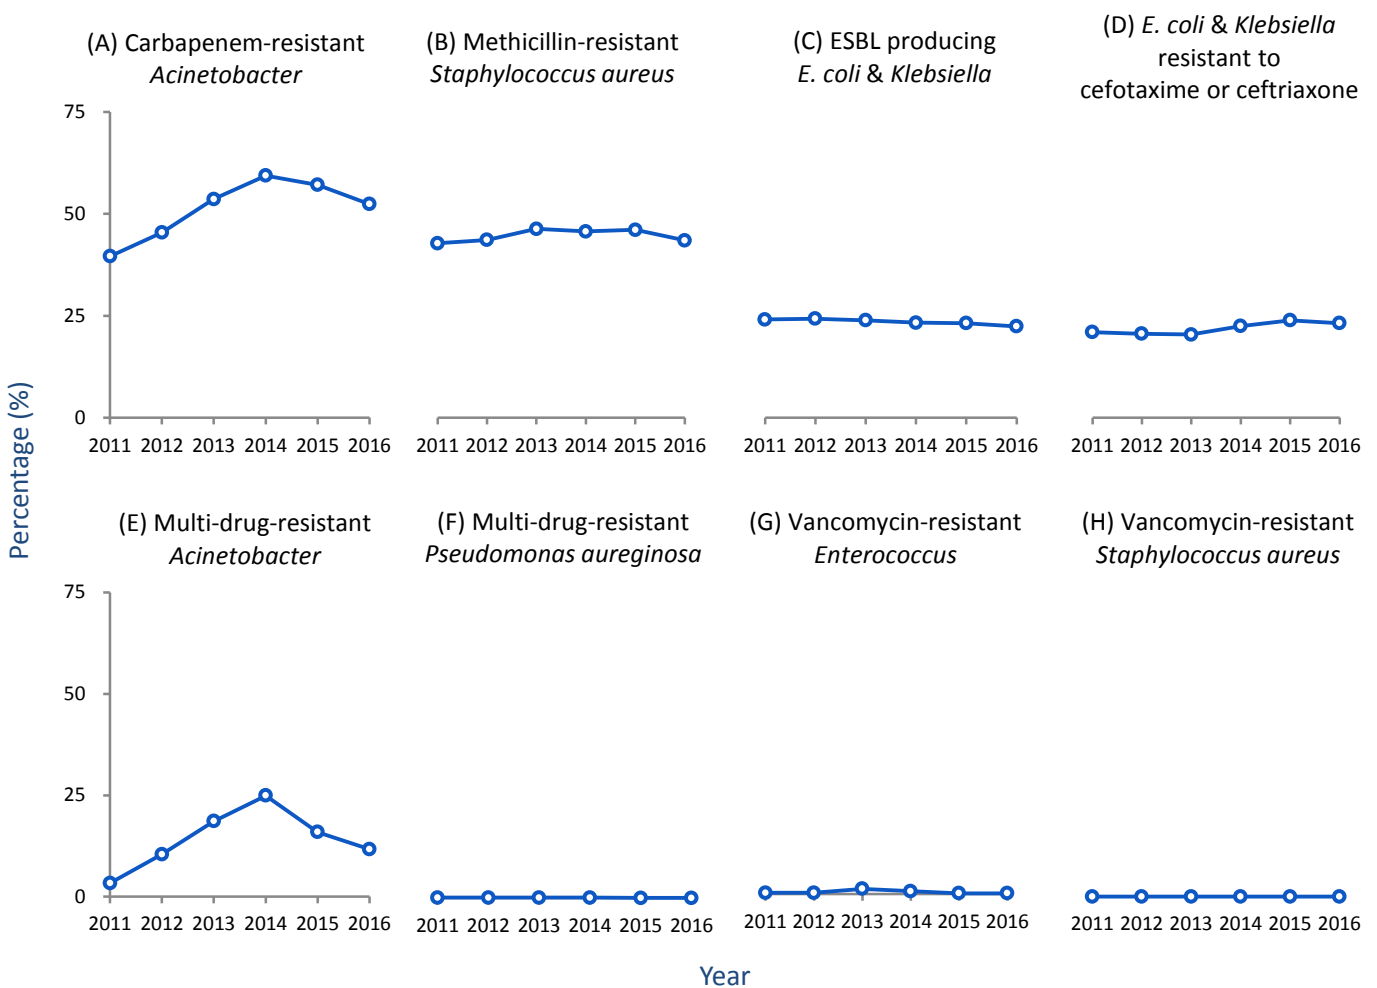 (A) Carbapenem-resistant
Acinetobacter
(B) Methicillin-resistant
Staphylococcus aureus
(C) ESBL producing
E. coli & Klebsiella
(D) E. coli & Klebsiella
resistant to
cefotaxime or ceftriaxone
75
50
25
0
2011 2012 2013 2014 2015 2016
2011 2012 2013 2014 2015 2016
2011 2012 2013 2014 2015 2016
2011 2012 2013 2014 2015 2016
Percentage (%)
(E) Multi-drug-resistant
Acinetobacter
(F) Multi-drug-resistant
Pseudomonas aureginosa
(G) Vancomycin-resistant
Enterococcus
(H) Vancomycin-resistant
Staphylococcus aureus
75
50
25
0
2011 2012 2013 2014 2015 2016
2011 2012 2013 2014 2015 2016
2011 2012 2013 2014 2015 2016
2011 2012 2013 2014 2015 2016
Year